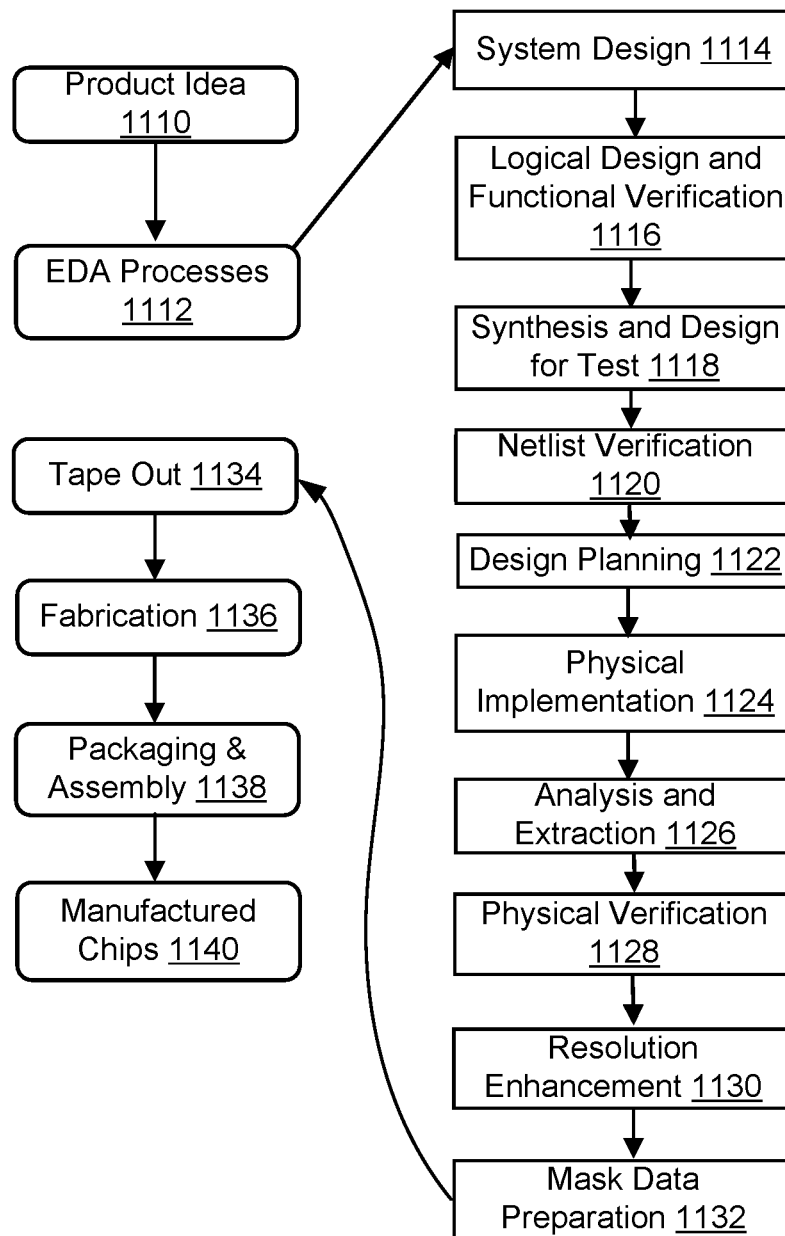 Product Idea
1110
EDA Processes
1112
System Design 1114
Logical Design and
Functional Verification
1116
Synthesis and Design
for Test 1118
Netlist Verification
1120
Design Planning 1122
Physical
Implementation 1124
Analysis and
Extraction 1126
Physical Verification
1128
Resolution
Enhancement 1130
Mask Data
Preparation 1132
Tape Out 1134
Fabrication 1136
Packaging &
Assembly 1138
Manufactured
Chips 1140